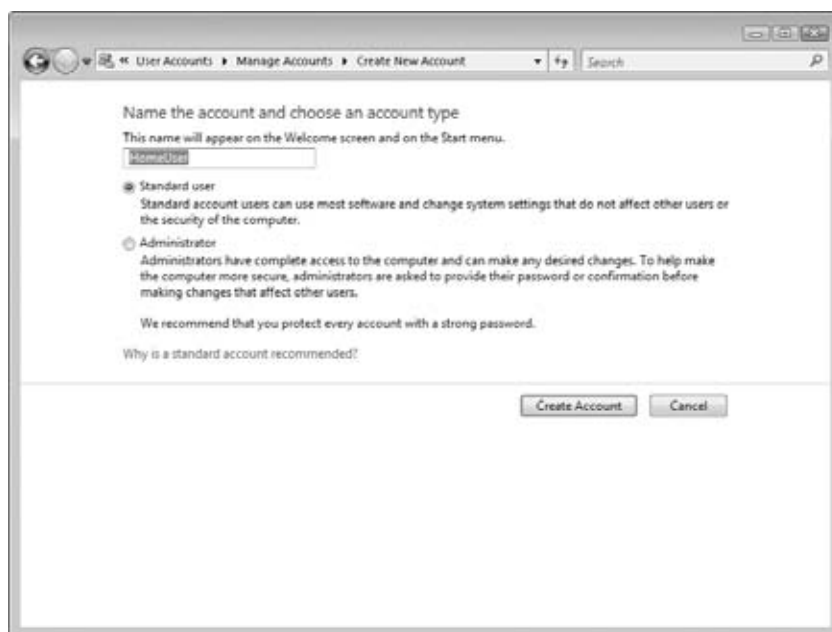 « User Accounts ▸ Manage Accounts ▸ Create New Account
Search
Name the account and choose an account type
This name will appear on the Welcome screen and on the Start menu.
HomeUser
Standard user
Standard account users can use most software and change system settings that do not affect other users or
the security of the computer.
Administrator
Administrators have complete access to the computer and can make any desired changes. To help make
the computer more secure, administrators are asked to provide their password or confirmation before
making changes that affect other users.
We recommend that you protect every account with a strong password.
Why is a standard account recommended?
Create Account
Cancel